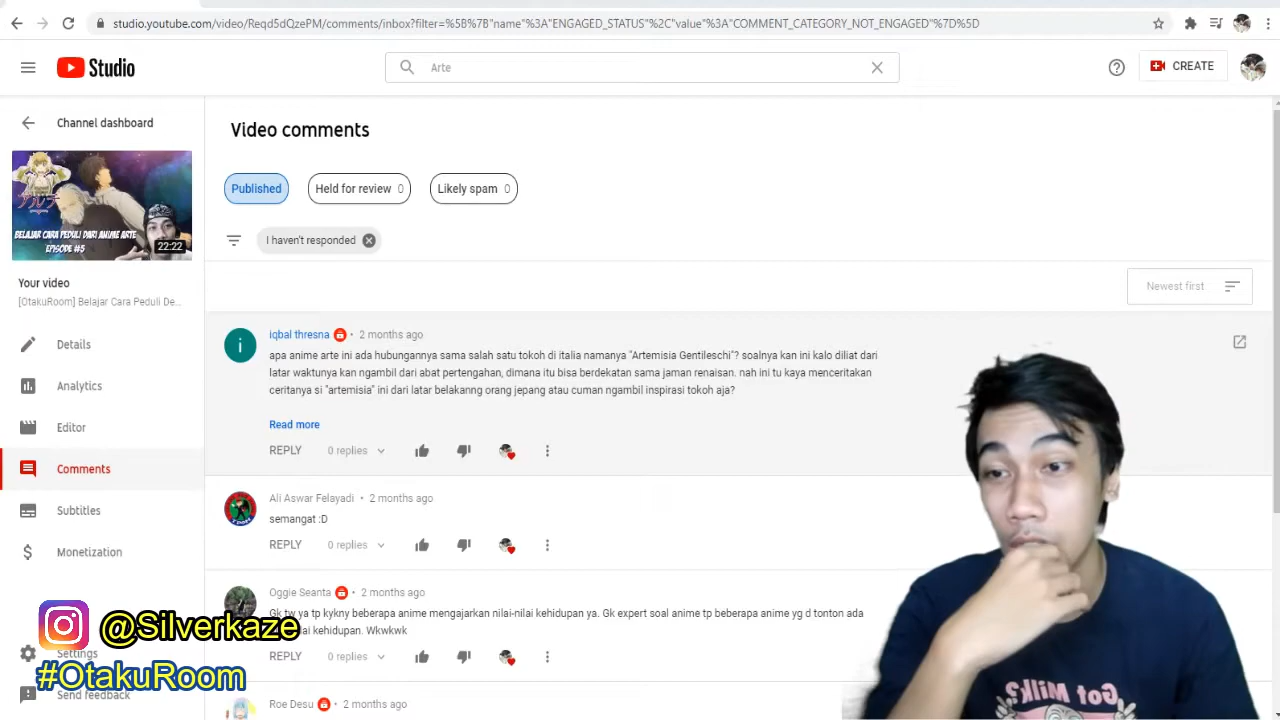 studio.youtube.com/video/Reqd5dQzePM/comments/inbox?filter=%5B%7B"name"%3A"ENGAGED_STATUS"%2C"value"%3A"COMMENT_CATEGORY_NOT_ENGAGED"%7D%5D
Studio
Arte
CREATE
Channel dashboard
Video comments
アルテ
BELAJAR CARA PEDULI DARI ANIME ARTE
EPISODE #5
22:22
Published
Held for review 0
Likely spam 0
I haven't responded
Your video
[OtakuRoom] Belajar Cara Peduli De...
Newest first
Details
Analytics
Editor
Comments
Subtitles
Monetization
Settings
Send feedback
iqbal thresna • 2 months ago
apa anime arte ini ada hubungannya sama salah satu tokoh di italia namanya "Artemisia Gentileschi"? soalnya kan ini kalo diliat dari
latar waktunya kan ngambil dari abat pertengahan, dimana itu bisa berdekatan sama jaman renaisan. nah ini tu kaya menceritakan
ceritanya si "artemisia" ini dari latar belakanng orang jepang atau cuman ngambil inspirasi tokoh aja?
Read more
REPLY 0 replies
Ali Aswar Felayadi • 2 months ago
semangat :D
REPLY 0 replies
Oggie Seanta • 2 months ago
Gk tw ya tp kykny beberapa anime mengajarkan nilai-nilai kehidupan ya. Gk expert soal anime tp beberapa anime yg d tonton ada
lai kehidupan. Wkwkwk
REPLY 0 replies
Roe Desu • 2 months ago
@Silverkaze
#OtakuRoom
Got Milk?